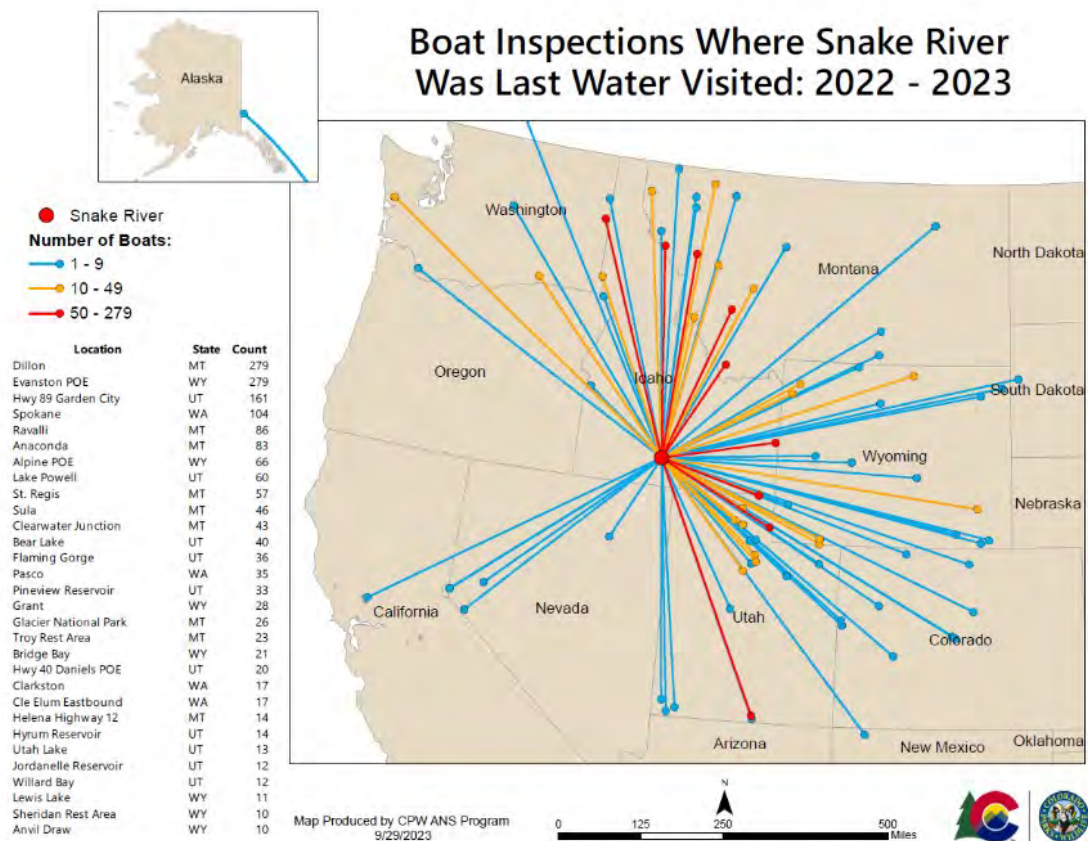 Boat Inspections Where Snake River
Was Last Water Visited: 2022 - 2023
Alaska
Snake River
Number of Boats:
1 - 9
10 - 49
50 - 279
Washington
Montana
North Dakota
Oregon
Idaho
South Dakota
Wyoming
Nebraska
California
Nevada
Utah
Colorado
Arizona
New Mexico
Oklahoma
Location State Count
Dillon MT 279
Evanston POE WY 279
Hwy 89 Garden City UT 161
Spokane WA 104
Ravalli MT 86
Anaconda MT 83
Alpine POE WY 66
Lake Powell UT 60
St. Regis MT 57
Sula MT 46
Clearwater Junction MT 43
Bear Lake UT 40
Flaming Gorge UT 36
Pasco WA 35
Pineview Reservoir UT 33
Grant WY 28
Glacier National Park MT 26
Troy Rest Area MT 23
Bridge Bay WY 21
Hwy 40 Daniels POE UT 20
Clarkston WA 17
Cle Elum Eastbound WA 17
Helena Highway 12 MT 14
Hyrum Reservoir UT 14
Utah Lake UT 13
Jordanelle Reservoir UT 12
Willard Bay UT 12
Lewis Lake WY 11
Sheridan Rest Area WY 10
Anvil Draw WY 10
Map Produced by CPW ANS Program
9/29/2023
N
0 125 250 500
Miles